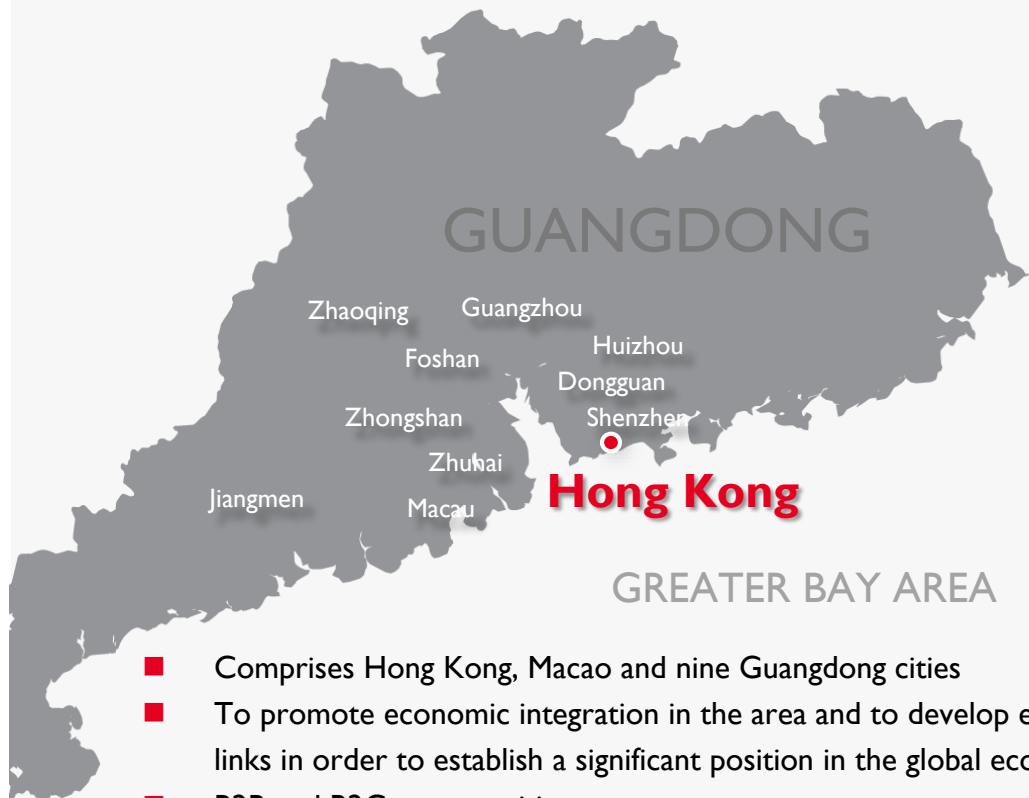 GUANGDONG
Zhaoqing
Guangzhou
Huizhou
Foshan
Dongguan
Zhongshan
Shenzhen
Zhuhai
Hong Kong
Jiangmen
Macau
GREATER BAY AREA
Comprises Hong Kong, Macao and nine Guangdong cities
To promote economic integration in the area and to develop
links in order to establish a significant position in the global